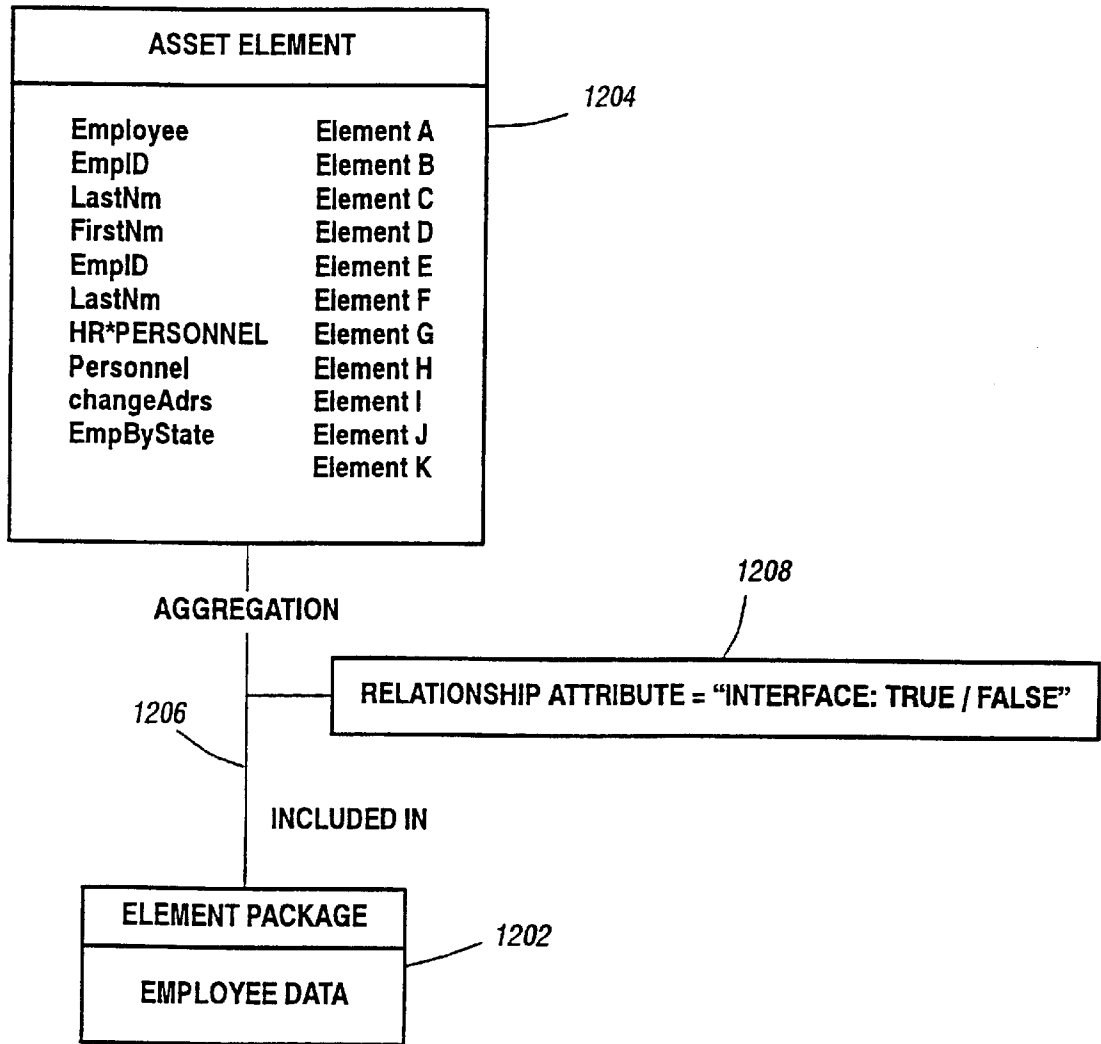 ASSET ELEMENT
1204
Employee Element A
EmpID Element B
LastNm Element C
FirstNm Element D
EmpID Element E
LastNm Element F
HR*PERSONNEL Element G
Personnel Element H
changeAdrs Element I
EmpByState Element J
Element K
1208
AGGREGATION
RELATIONSHIP ATTRIBUTE = “INTERFACE: TRUE / FALSE”
1206
INCLUDED IN
ELEMENT PACKAGE
1202
EMPLOYEE DATA